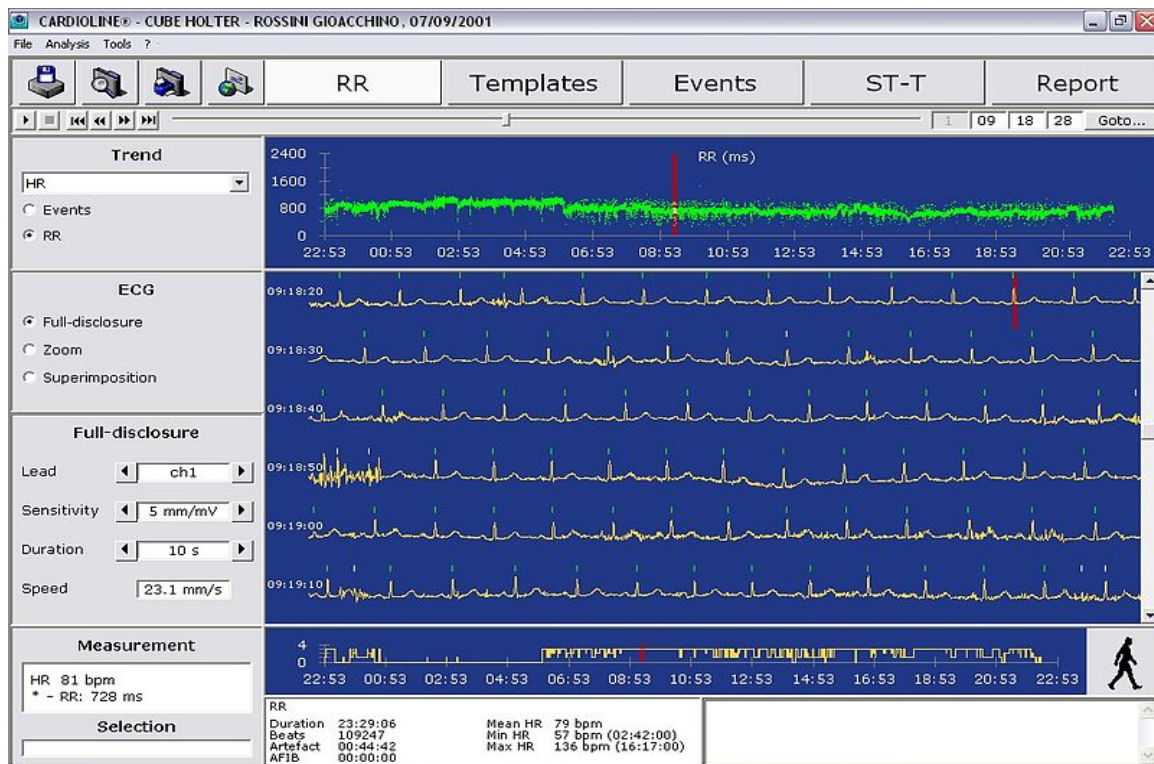 CARDIOLINE® - CUBE HOLTER - ROSSINI GIOACCHINO, 07/09/2001
File Analysis Tools ?
RR Templates Events ST-T Report
1 09 18 28 Goto...
Trend
HR
Events
RR
RR (ms)
2400
1600
800
0
22:53 00:53 02:53 04:53 06:53 08:53 10:53 12:53 14:53 16:53 18:53 20:53 22:53
ECG
Full-disclosure
Zoom
Superimposition
09:18:20
09:18:30
09:18:40
09:18:50
09:19:00
09:19:10
Full-disclosure
Lead ch1
Sensitivity 5 mm/mV
Duration 10 s
Speed 23.1 mm/s
Measurement
HR 81 bpm
* - RR: 728 ms
Selection
4
0
22:53 00:53 02:53 04:53 06:53 08:53 10:53 12:53 14:53 16:53 18:53 20:53 22:53
RR
Duration 23:29:06 Mean HR 79 bpm
Beats 109247 Min HR 57 bpm (02:42:00)
Artefact 00:44:42 Max HR 136 bpm (16:17:00)
AFIB 00:00:00